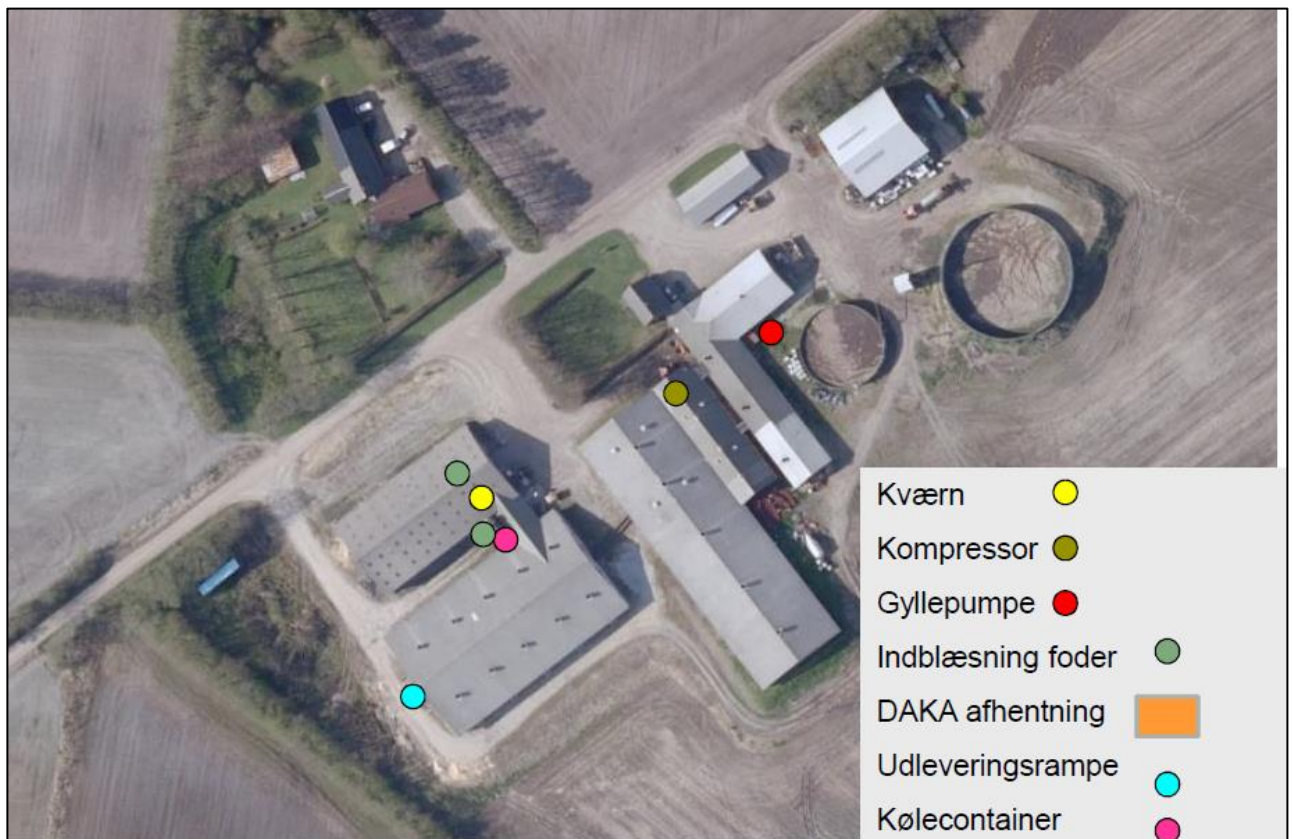 Kværn
Kompressor
Gyllepumpe
Indblæsning foder
DAKA afhentning
Udleveringsrampe
Kølecontainer